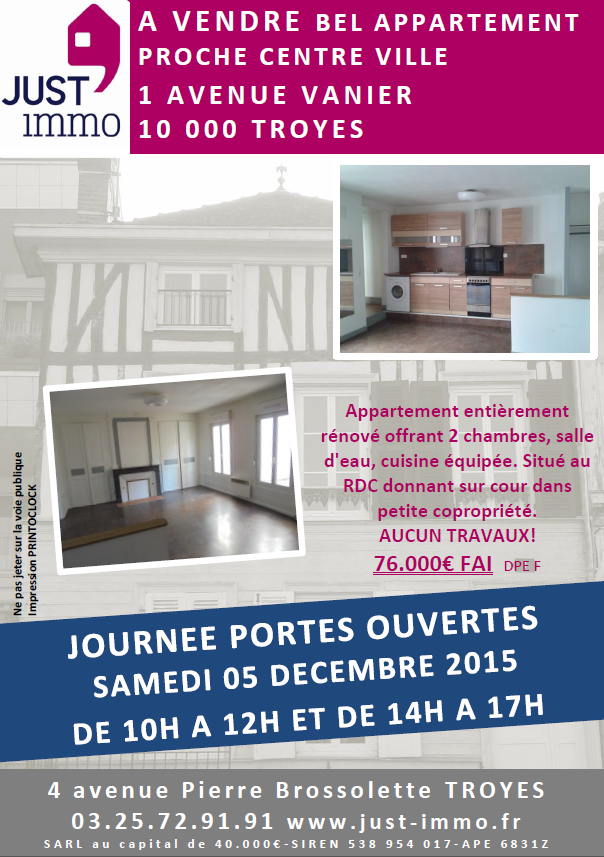 JUST
immo
A VENDRE BEL APPARTEMENT
PROCHE CENTRE VILLE
1 AVENUE VANIER
10 000 TROYES
Appartement entièrement
rénové offrant 2 chambres, salle
d'eau, cuisine équipée. Situé au
RDC donnant sur cour dans
petite copropriété.
AUCUN TRAVAUX!
76.000€ FAI DPE F
Ne pas jeter sur la voie publique
Impression PRINTOCLOCK
JOURNEE PORTES OUVERTES
SAMEDI 05 DECEMBRE 2015
DE 10H A 12H ET DE 14H A 17H
4 avenue Pierre Brossolette TROYES
03.25.72.91.91 www.just-immo.fr
SARL au capital de 40.000€-SIREN 538 954 017-APE 6831Z